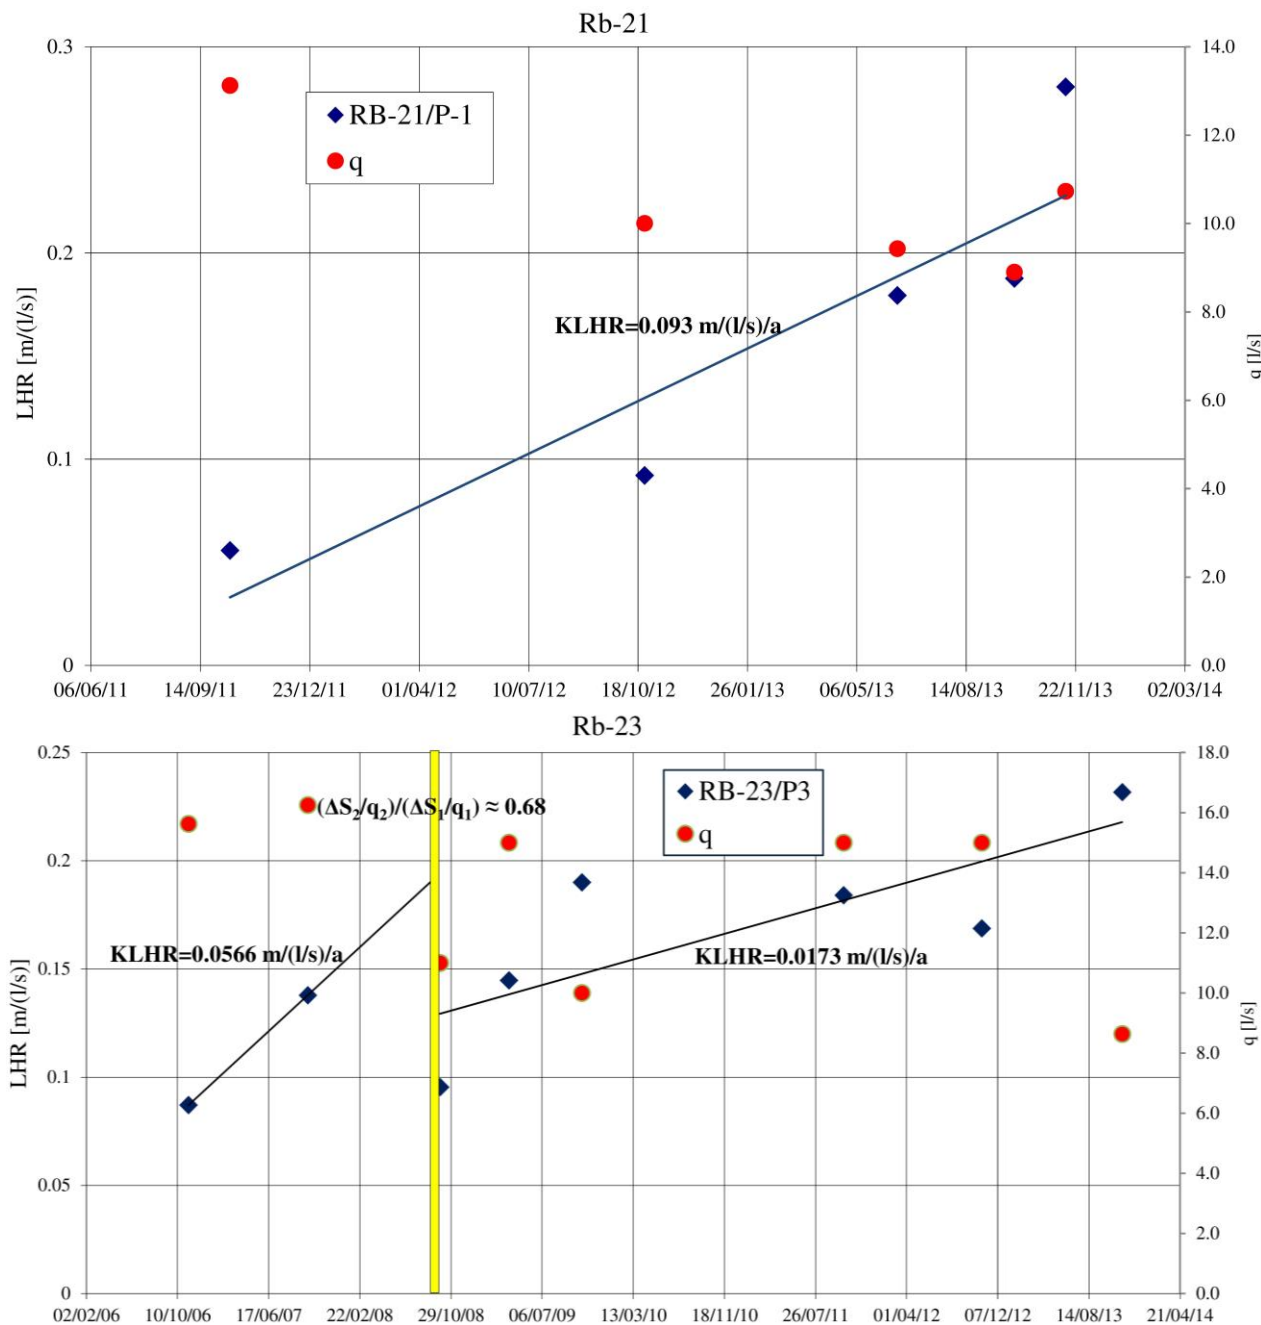 Rb-21
0.3
14.0
RB-21/P-1
q
12.0
10.0
0.2
8.0
KLHR=0.093 m/(l/s)/a
LHR [m/(l/s)]
q [l/s]
6.0
0.1
4.0
2.0
0
0.0
06/06/11 14/09/11 23/12/11 01/04/12 10/07/12 18/10/12 26/01/13 06/05/13 14/08/13 22/11/13 02/03/14
Rb-23
0.25
18.0
RB-23/P3
q
(ΔS₂/q₂)/(ΔS₁/q₁) ≈ 0.68
16.0
0.2
14.0
KLHR=0.0566 m/(l/s)/a
KLHR=0.0173 m/(l/s)/a
12.0
0.15
LHR [m/(l/s)]
q [l/s]
10.0
8.0
0.1
6.0
0.05
4.0
2.0
0
0.0
02/02/06 10/10/06 17/06/07 22/02/08 29/10/08 06/07/09 13/03/10 18/11/10 26/07/11 01/04/12 07/12/12 14/08/13 21/04/14